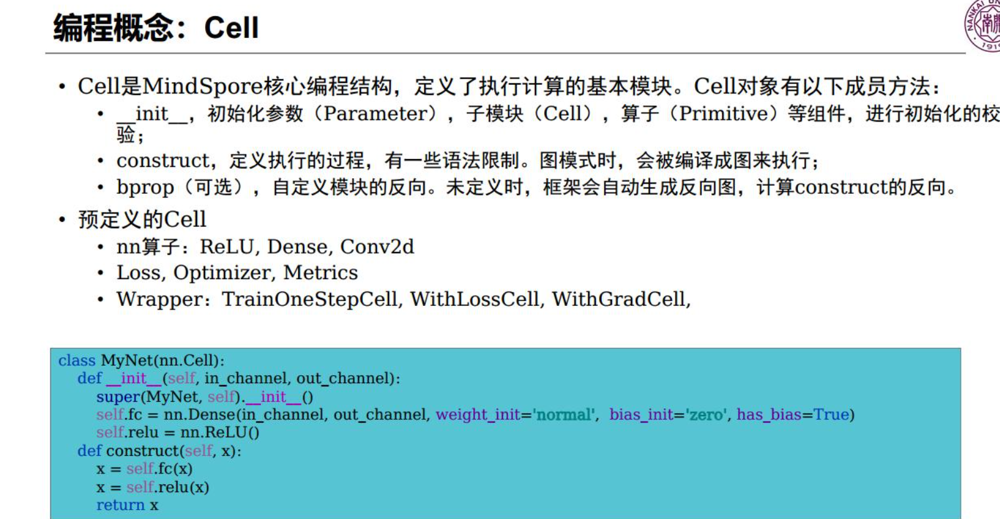 编程概念：Cell
• Cell是MindSpore核心编程结构，定义了执行计算的基本模块。Cell对象有以下成员方法：
• __init__，初始化参数（Parameter），子模块（Cell），算子（Primitive）等组件，进行初始化的校
验；
• construct，定义执行的过程，有一些语法限制。图模式时，会被编译成图来执行；
• bprop（可选），自定义模块的反向。未定义时，框架会自动生成反向图，计算construct的反向。
• 预定义的Cell
• nn算子：ReLU, Dense, Conv2d
• Loss, Optimizer, Metrics
• Wrapper：TrainOneStepCell, WithLossCell, WithGradCell,
class MyNet(nn.Cell):
def __init__(self, in_channel, out_channel):
super(MyNet, self).__init__()
self.fc = nn.Dense(in_channel, out_channel, weight_init='normal', bias_init='zero', has_bias=True)
self.relu = nn.ReLU()
def construct(self, x):
x = self.fc(x)
x = self.relu(x)
return x